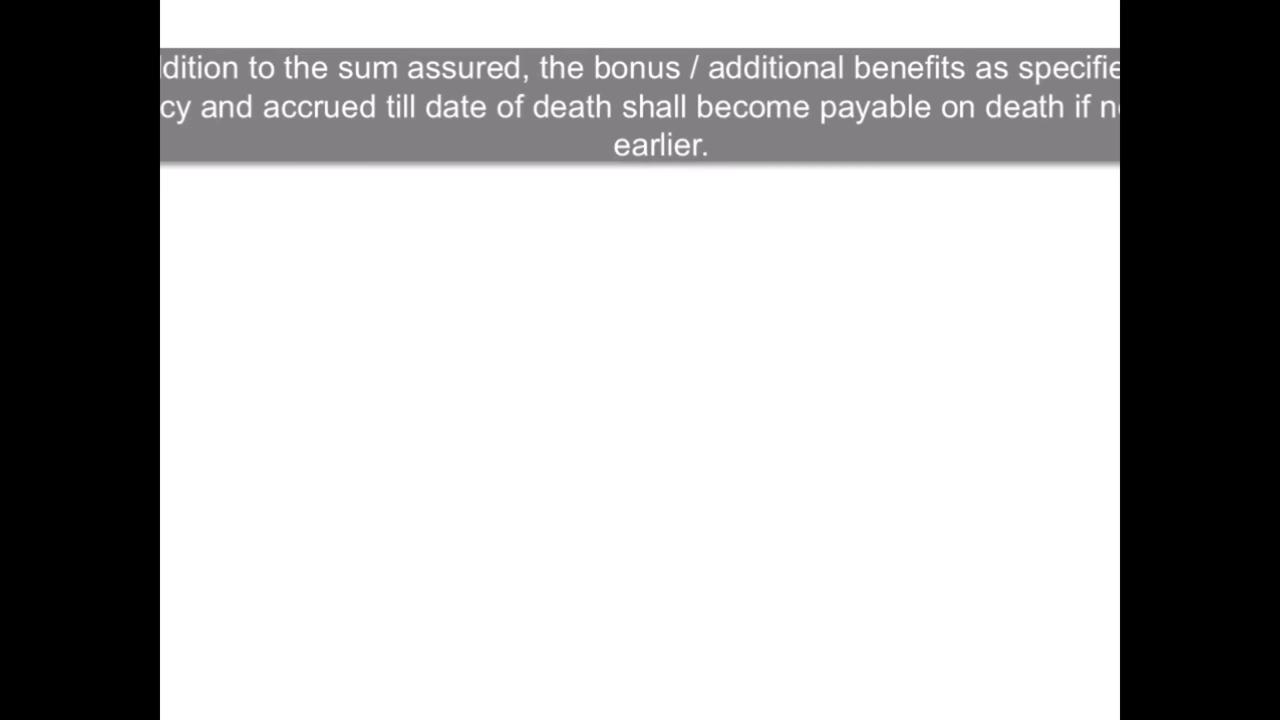 dition to the sum assured, the bonus / additional benefits as specifie
cy and accrued till date of death shall become payable on death if n
earlier.